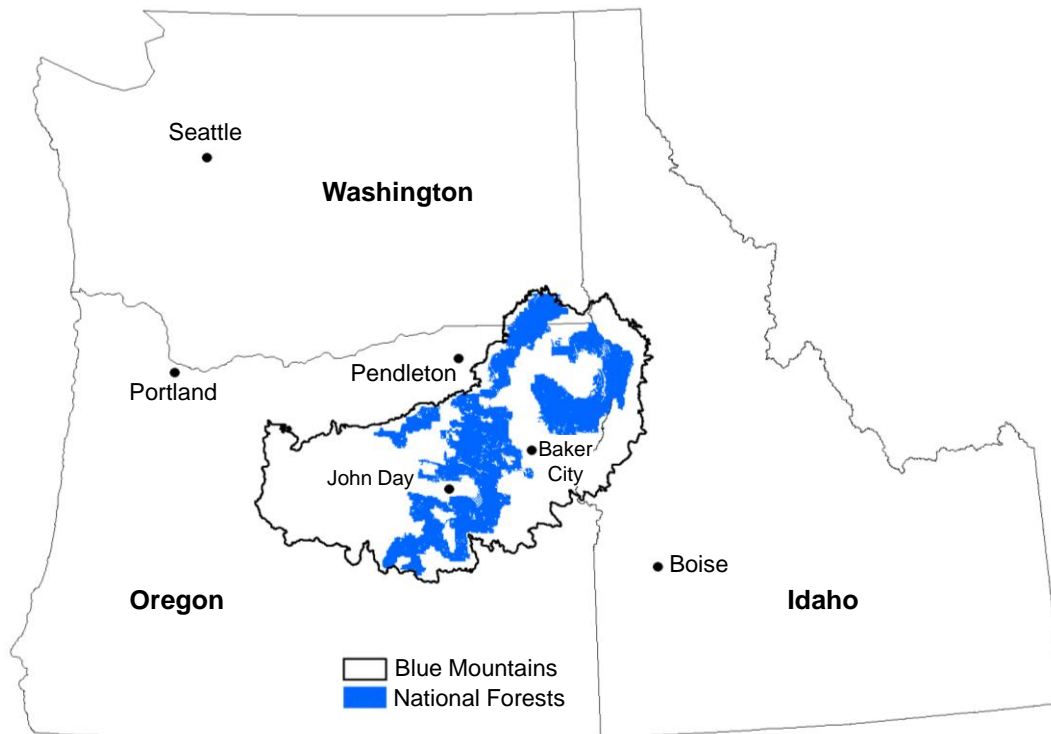 Seattle
Washington
Pendleton
Portland
Baker
City
John Day
Boise
Oregon
Idaho
Blue Mountains
National Forests